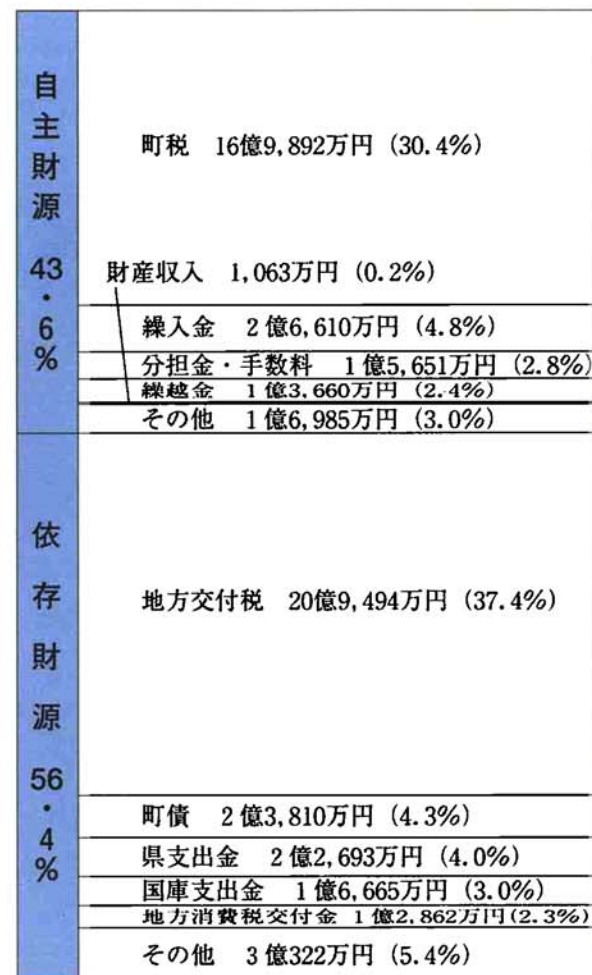 自主財源 43・6%
町税 16億9,892万円 (30.4%)
財産収入 1,063万円 (0.2%)
繰入金 2億6,610万円 (4.8%)
分担金・手数料 1億5,651万円 (2.8%)
繰越金 1億3,660万円 (2.4%)
その他 1億6,985万円 (3.0%)
依存財源 56・4%
地方交付税 20億9,494万円 (37.4%)
町債 2億3,810万円 (4.3%)
県支出金 2億2,693万円 (4.0%)
国庫支出金 1億6,665万円 (3.0%)
地方消費税交付金 1億2,862万円(2.3%)
その他 3億322万円 (5.4%)